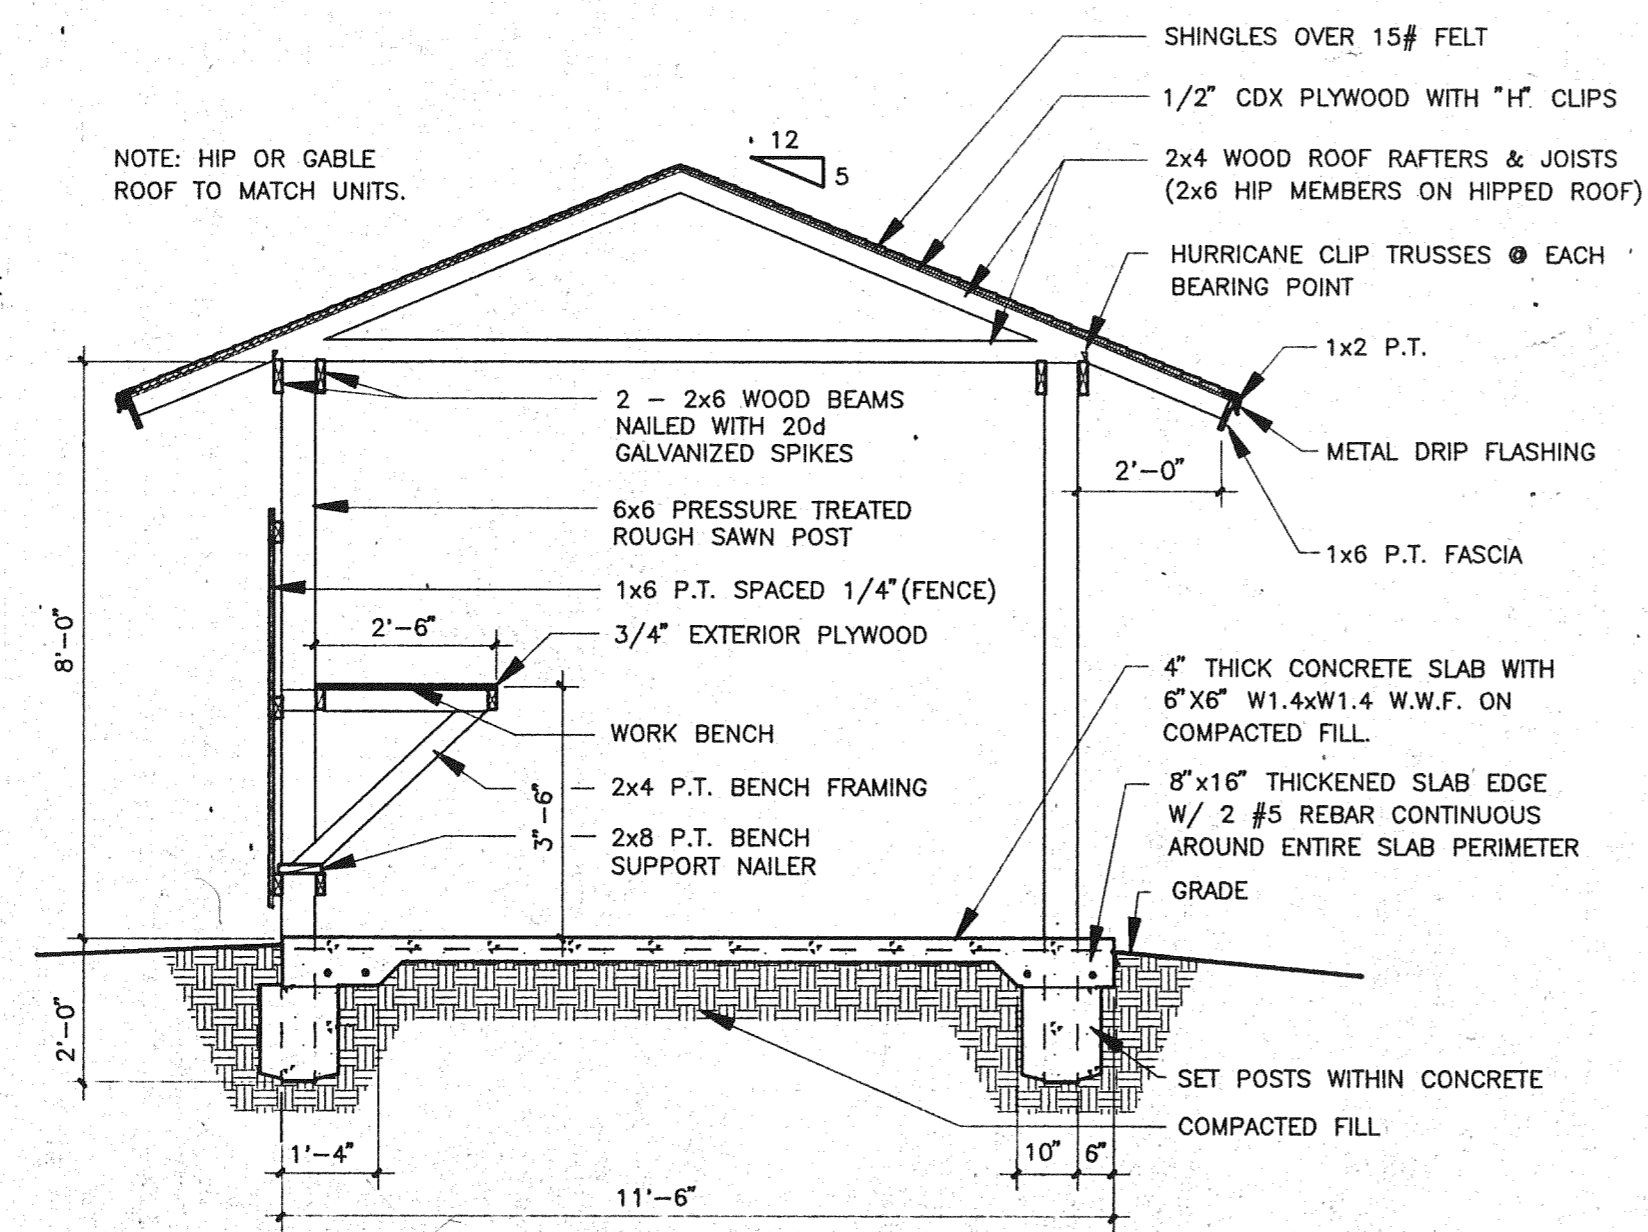 SHINGLES OVER 15# FELT
1/2" CDX PLYWOOD WITH "H" CLIPS
12
5
NOTE: HIP OR GABLE
ROOF TO MATCH UNITS.
2x4 WOOD ROOF RAFTERS & JOISTS
(2x6 HIP MEMBERS ON HIPPED ROOF)
HURRICANE CLIP TRUSSES @ EACH
BEARING POINT
1x2 P.T.
2 - 2x6 WOOD BEAMS
NAILED WITH 20d
GALVANIZED SPIKES
METAL DRIP FLASHING
2'-0"
6x6 PRESSURE TREATED
ROUGH SAWN POST
1x6 P.T. FASCIA
1x6 P.T. SPACED 1/4"(FENCE)
2'-6"
3/4" EXTERIOR PLYWOOD
8'-0"
4" THICK CONCRETE SLAB WITH
6"X6" W1.4xW1.4 W.W.F. ON
COMPACTED FILL.
WORK BENCH
2x4 P.T. BENCH FRAMING
3"-6"
2x8 P.T. BENCH
SUPPORT NAILER
8"x16" THICKENED SLAB EDGE
W/ 2 #5 REBAR CONTINUOUS
AROUND ENTIRE SLAB PERIMETER
GRADE
2'-0"
SET POSTS WITHIN CONCRETE
COMPACTED FILL
1'-4"
10"
6"
11'-6"